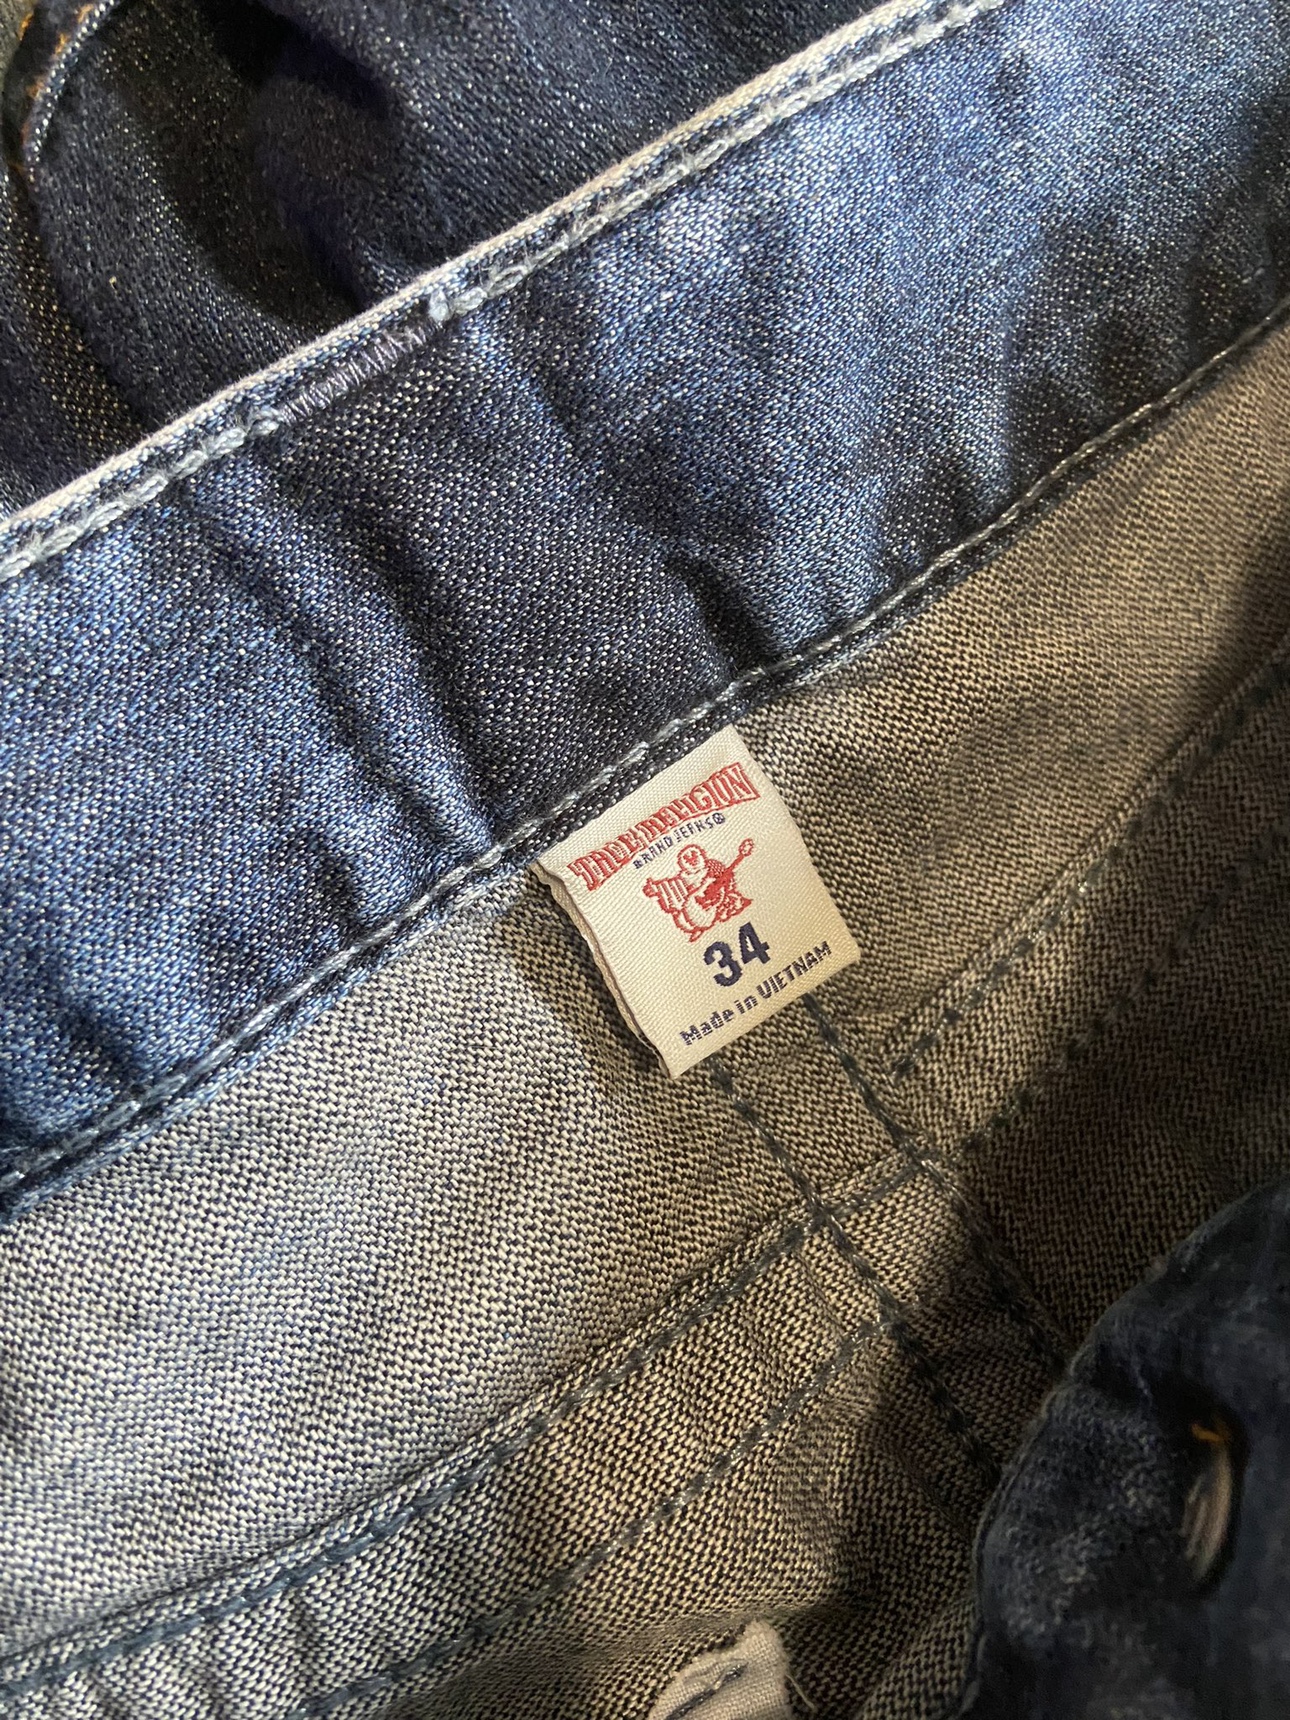 TRUE RELIGION
BRAND JEANS®
34
Made in VIETNAM